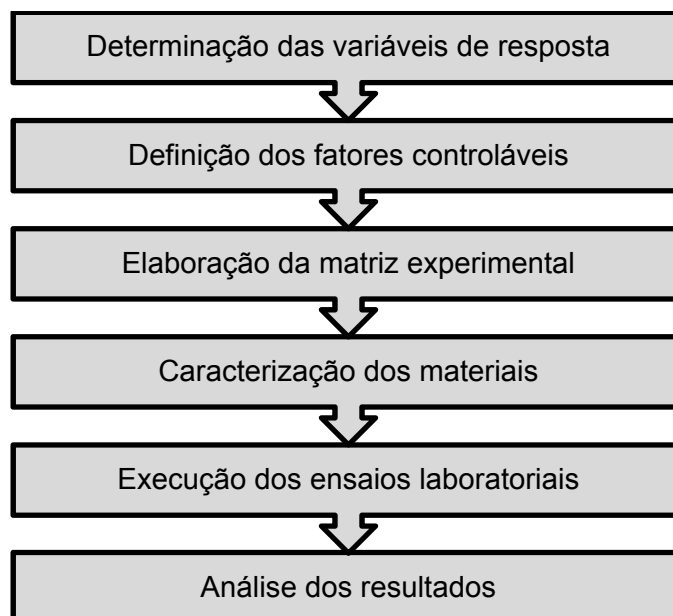 Determinação das variáveis de resposta
Definição dos fatores controláveis
Elaboração da matriz experimental
Caracterização dos materiais
Execução dos ensaios laboratoriais
Análise dos resultados